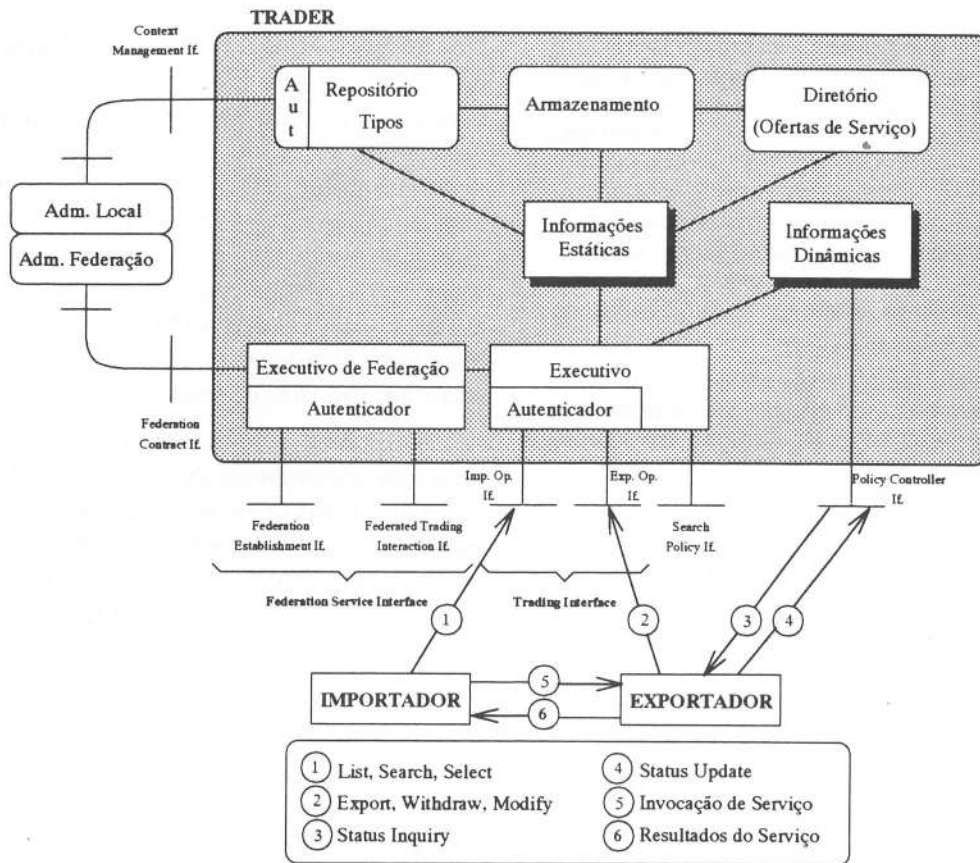 TRADER
Context
Management If.
A
u
t
Repositório
Tipos
Armazenamento
Diretório
(Ofertas de Serviço)
Adm. Local
Adm. Federação
Informações
Estáticas
Informações
Dinâmicas
Executivo de Federação
Autenticador
Executivo
Autenticador
Federation
Contract If.
Imp. Op.
If.
Exp. Op.
If.
Policy Controller
If.
Federation
Establishment If.
Federated Trading
Interaction If.
Search
Policy If.
Federation Service Interface
Trading Interface
1
2
3
4
IMPORTADOR
5
6
EXPORTADOR
1 List, Search, Select
2 Export, Withdraw, Modify
3 Status Inquiry
4 Status Update
5 Invocação de Serviço
6 Resultados do Serviço